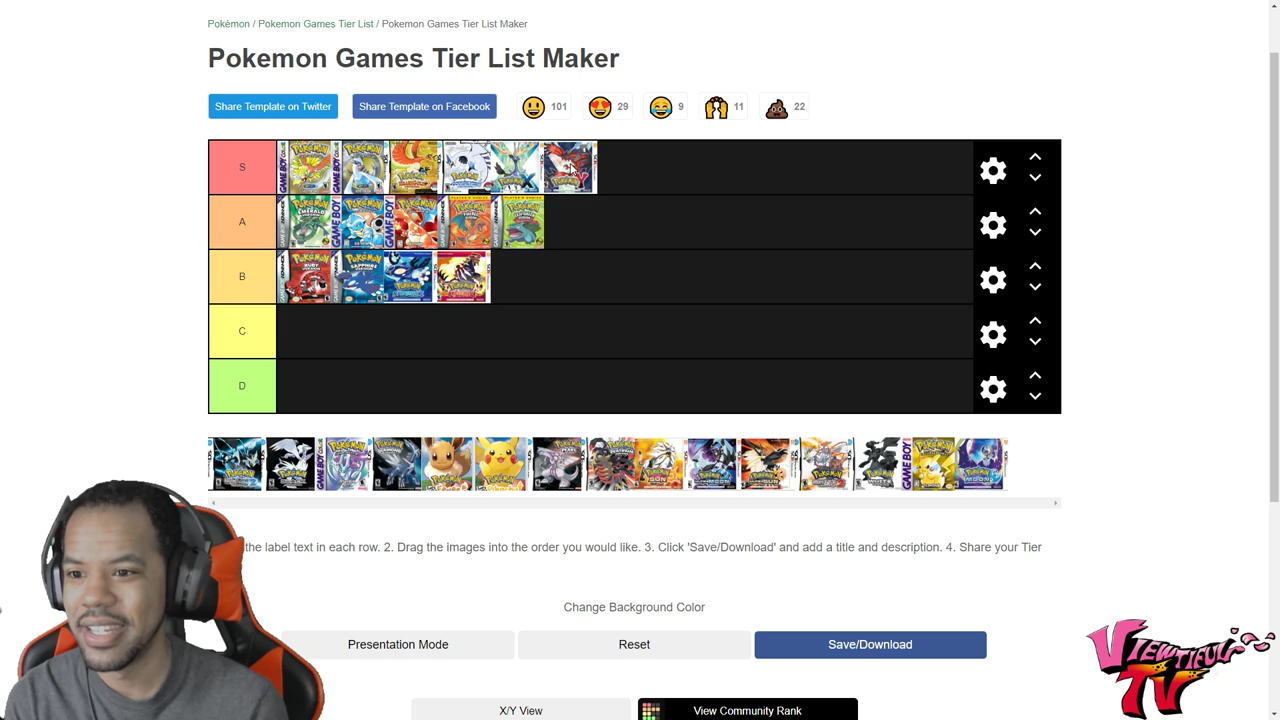 Pokémon / Pokemon Games Tier List / Pokemon Games Tier List Maker
Pokemon Games Tier List Maker
Share Template on Twitter
Share Template on Facebook
101
29
9
11
22
S
A
B
C
D
the label text in each row. 2. Drag the images into the order you would like. 3. Click 'Save/Download' and add a title and description. 4. Share your Tier
Change Background Color
Presentation Mode
Reset
Save/Download
X/Y View
View Community Rank
VIEWTIFUL TV